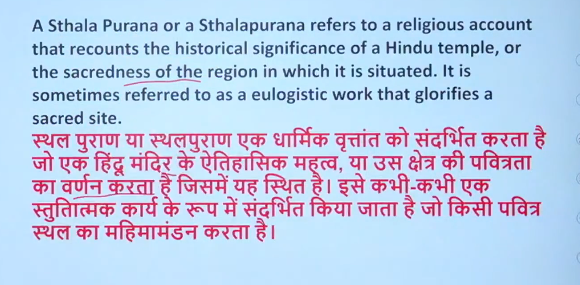 A Sthala Purana or a Sthalapurana refers to a religious account
that recounts the historical significance of a Hindu temple, or
the sacredness of the region in which it is situated. It is
sometimes referred to as a eulogistic work that glorifies a
sacred site.
स्थल पुराण या स्थलपुराण एक धार्मिक वृत्तांत को संदर्भित करता है
जो एक हिंदू मंदिर के ऐतिहासिक महत्व, या उस क्षेत्र की पवित्रता
का वर्णन करता है जिसमें यह स्थित है। इसे कभी-कभी एक
स्तुतिात्मक कार्य के रूप में संदर्भित किया जाता है जो किसी पवित्र
स्थल का महिमामंडन करता है।